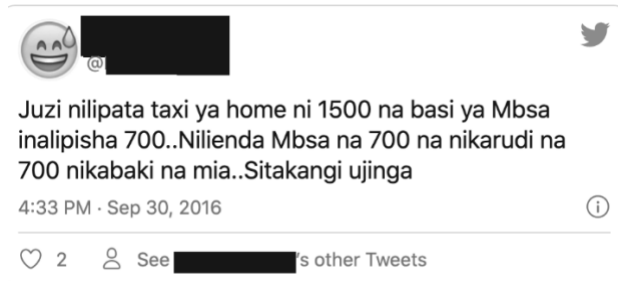 @
Juzi nilipata taxi ya home ni 1500 na basi ya Mbsa
inalipisha 700..Nilienda Mbsa na 700 na nikarudi na
700 nikabaki na mia..Sitakangi ujinga
4:33 PM · Sep 30, 2016
2 See 's other Tweets